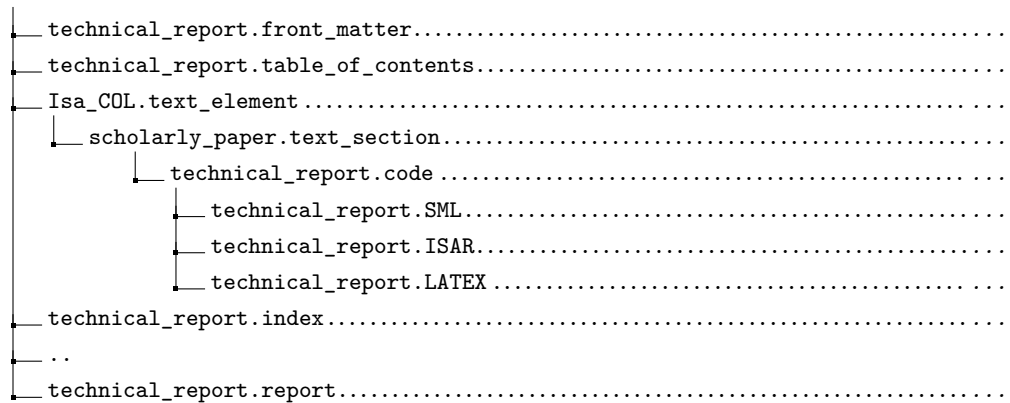 technical_report.front_matter...............................................................
technical_report.table_of_contents........................................................
Isa_COL.text_element............................................................................
scholarly_paper.text_section............................................................
technical_report.code............................................................
technical_report.SML.........................................................
technical_report.ISAR........................................................
technical_report.LATEX......................................................
technical_report.index.........................................................................
..
technical_report.report........................................................................